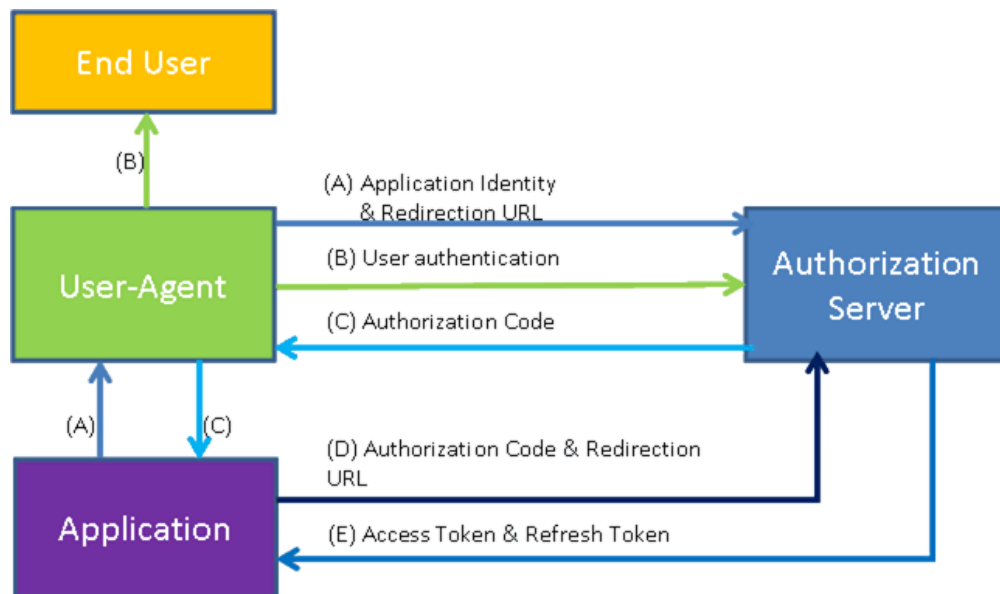 End User
(B)
(A) Application Identity
& Redirection URL
(B) User authentication
User-Agent
Authorization
Server
(C) Authorization Code
(A)
(C)
(D) Authorization Code & Redirection
URL
Application
(E) Access Token & Refresh Token